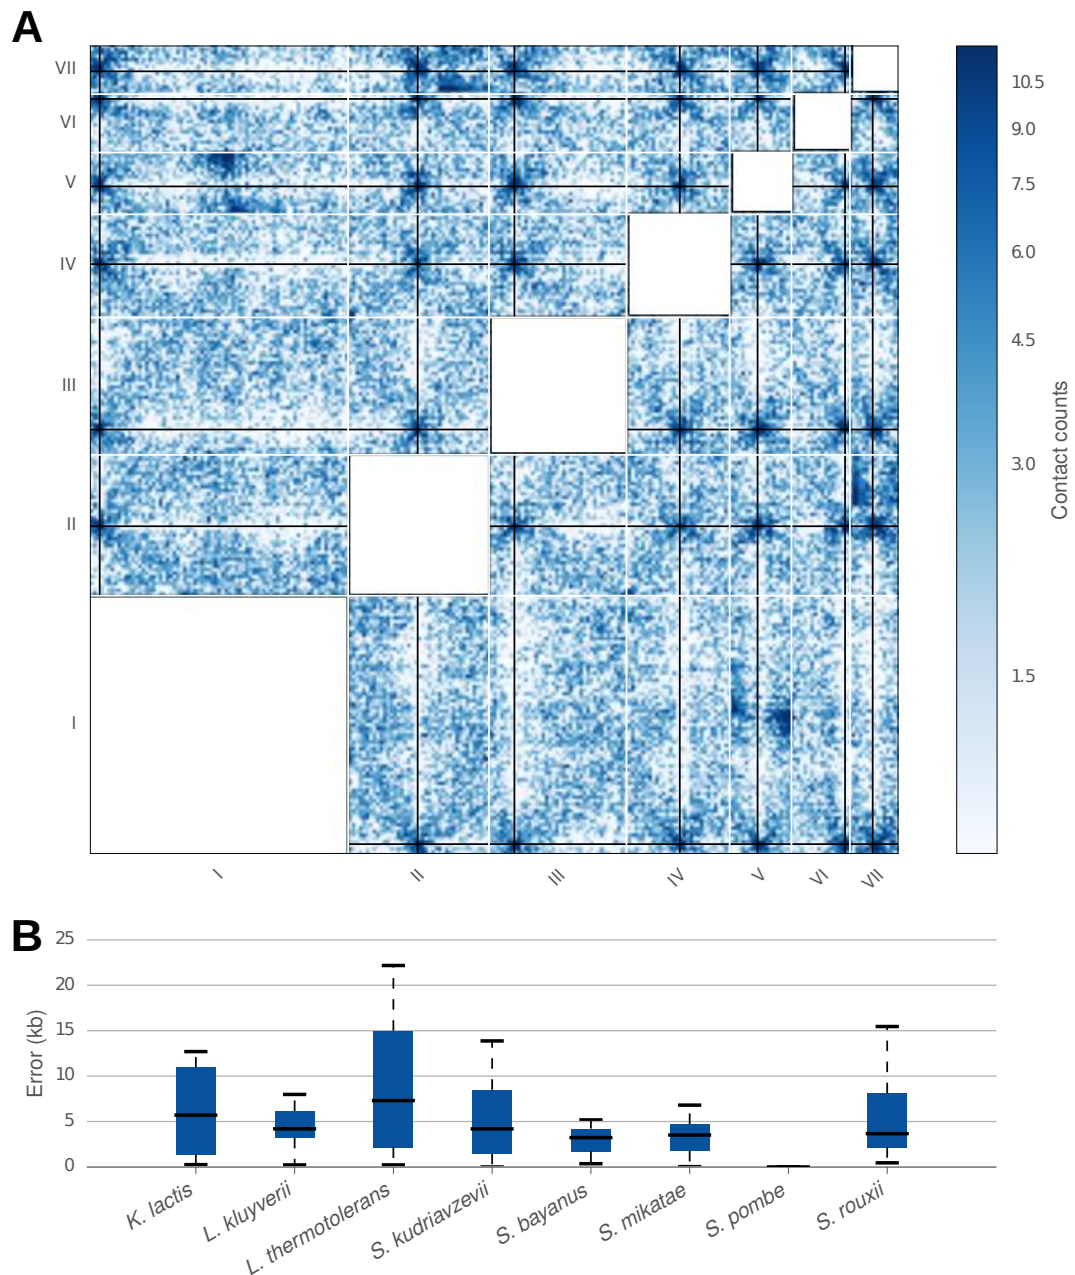 A
VII
VI
V
IV
III
II
I
I II III IV V VI VII
10.5
9.0
7.5
6.0
4.5
3.0
1.5
Contact counts
B
25
20
15
10
5
0
Error (kb)
K. lactis
L. kluyverii
L. thermotolerans
S. kudriavzevii
S. bayanus
S. mikatae
S. pombe
S. rouxii